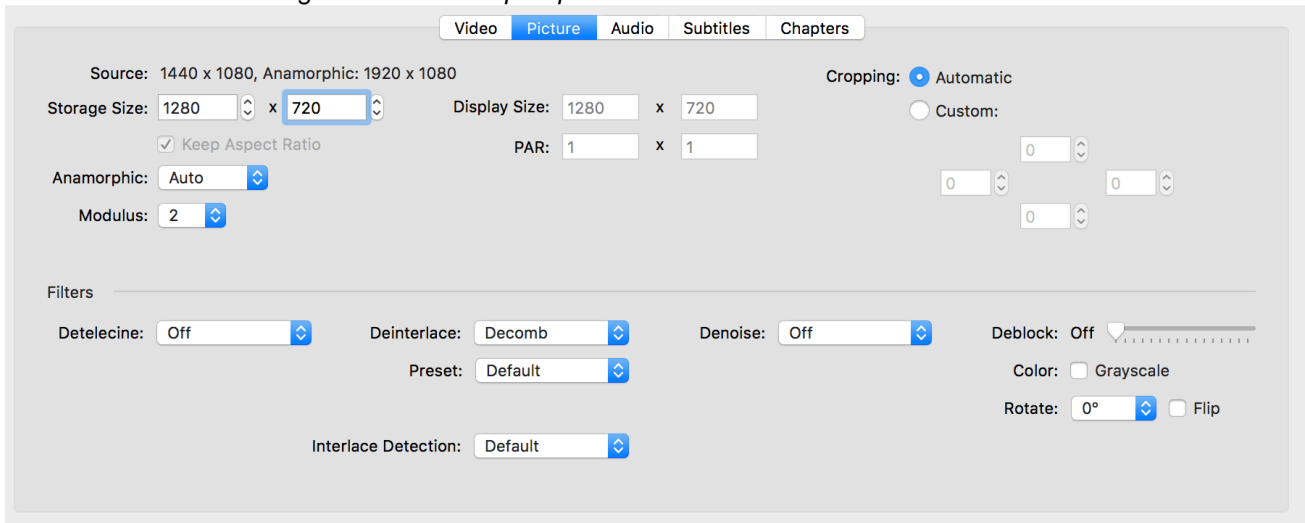 Video Picture Audio Subtitles Chapters
Source: 1440 x 1080, Anamorphic: 1920 x 1080 Cropping: Automatic
Storage Size: 1280 x 720 Display Size: 1280 x 720 Custom:
Keep Aspect Ratio PAR: 1 x 1 0
Anamorphic: Auto 0 0
Modulus: 2 0
Filters
Detelecine: Off Deinterlace: Decomb Denoise: Off Deblock: Off
Preset: Default Color: Grayscale
Rotate: 0° Flip
Interlace Detection: Default